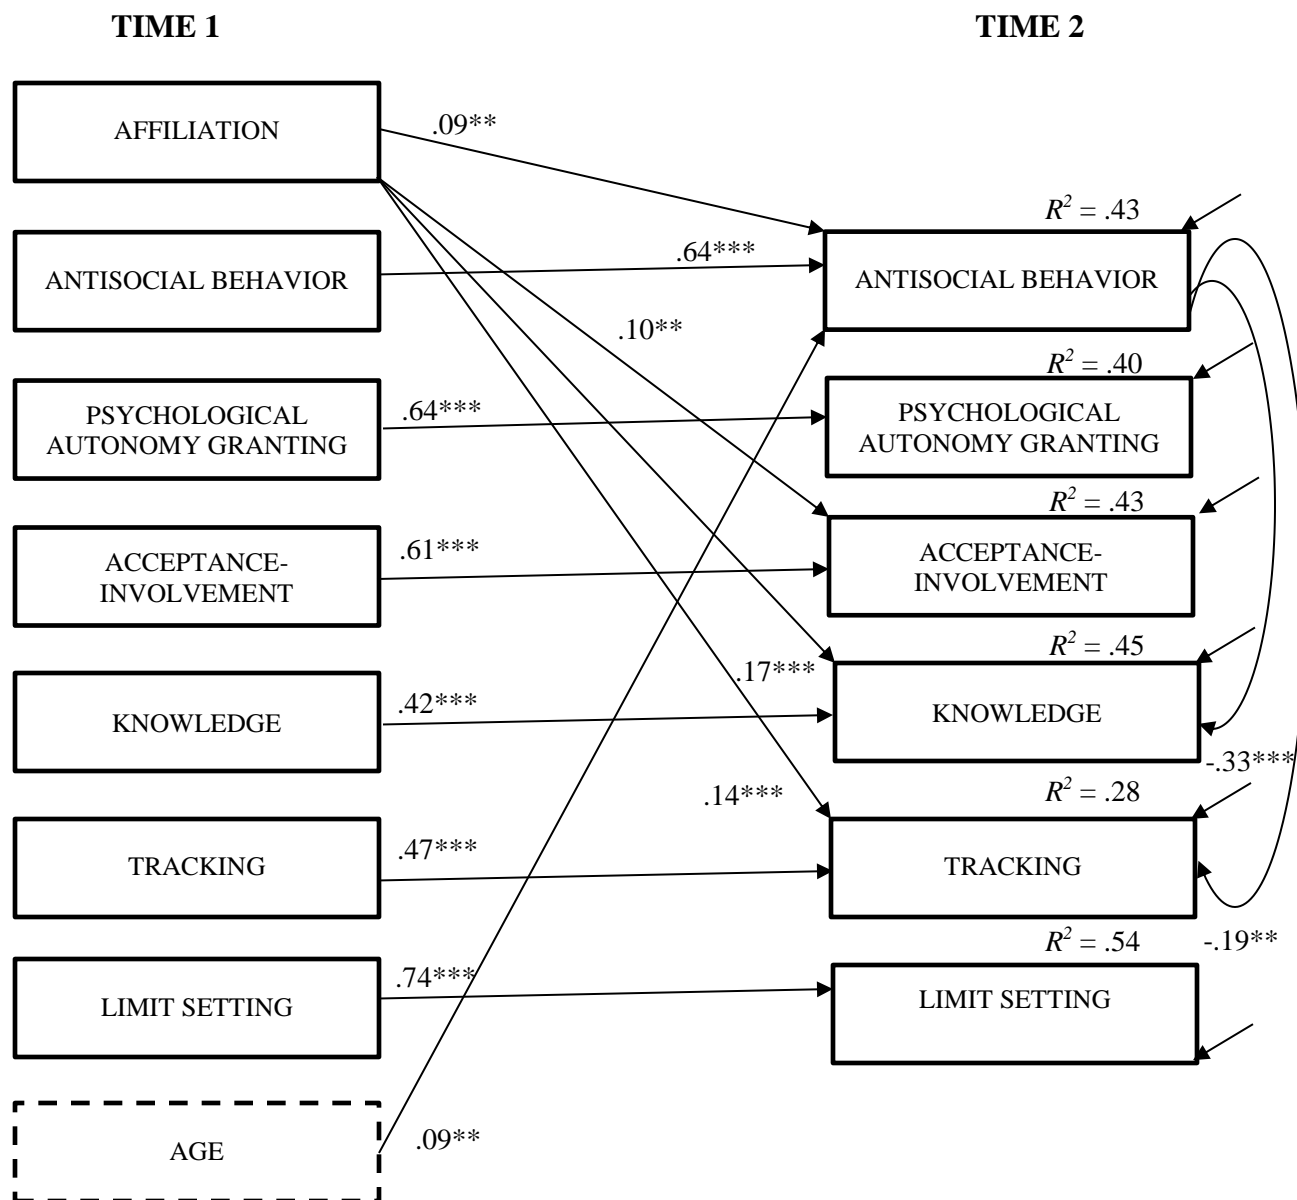 TIME 1
TIME 2
AFFILIATION
.09**
R² = .43
ANTISOCIAL BEHAVIOR
.64***
ANTISOCIAL BEHAVIOR
.10**
R² = .40
PSYCHOLOGICAL
AUTONOMY GRANTING
.64***
PSYCHOLOGICAL
AUTONOMY GRANTING
R² = .43
ACCEPTANCE-
INVOLVEMENT
.61***
ACCEPTANCE-
INVOLVEMENT
R² = .45
.17***
KNOWLEDGE
.42***
KNOWLEDGE
-.33***
R² = .28
.14***
TRACKING
.47***
TRACKING
R² = .54
-.19**
LIMIT SETTING
.74***
LIMIT SETTING
AGE
.09**